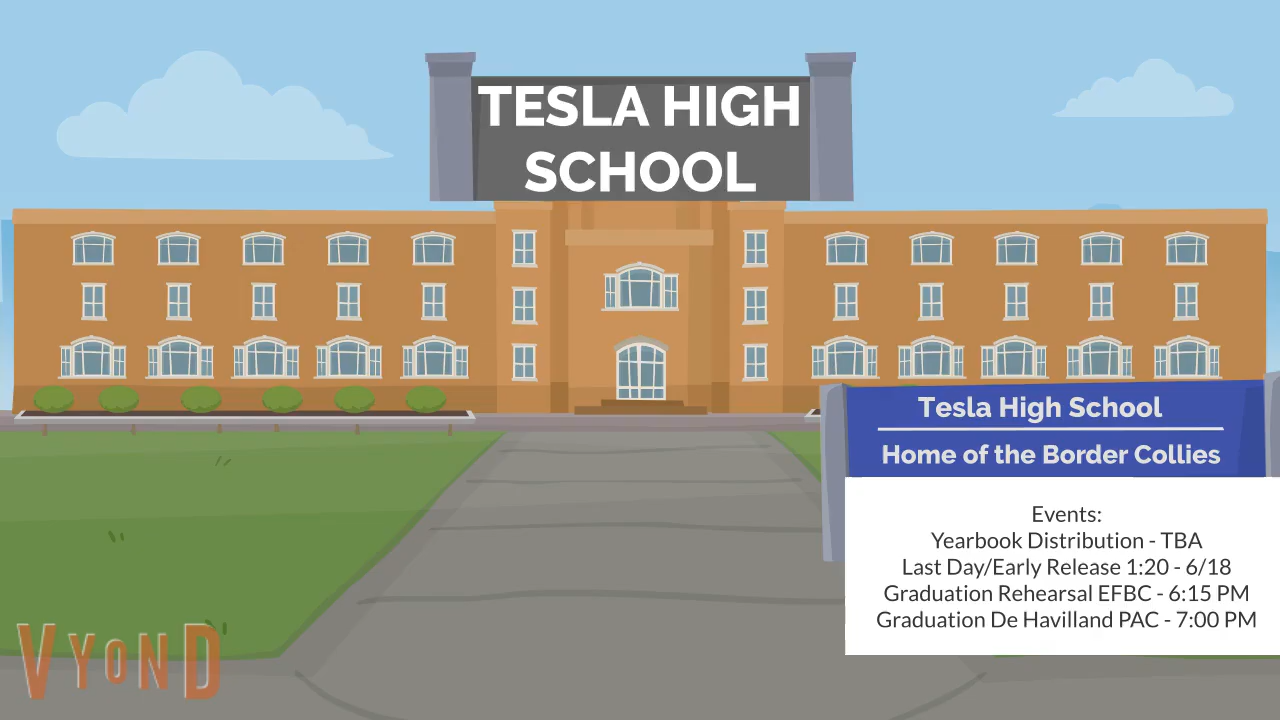 TESLA HIGH
SCHOOL
Tesla High School
Home of the Border Collies
Events:
Yearbook Distribution - TBA
Last Day/Early Release 1:20 - 6/18
Graduation Rehearsal EFBC - 6:15 PM
Graduation De Havilland PAC - 7:00 PM
VYOND